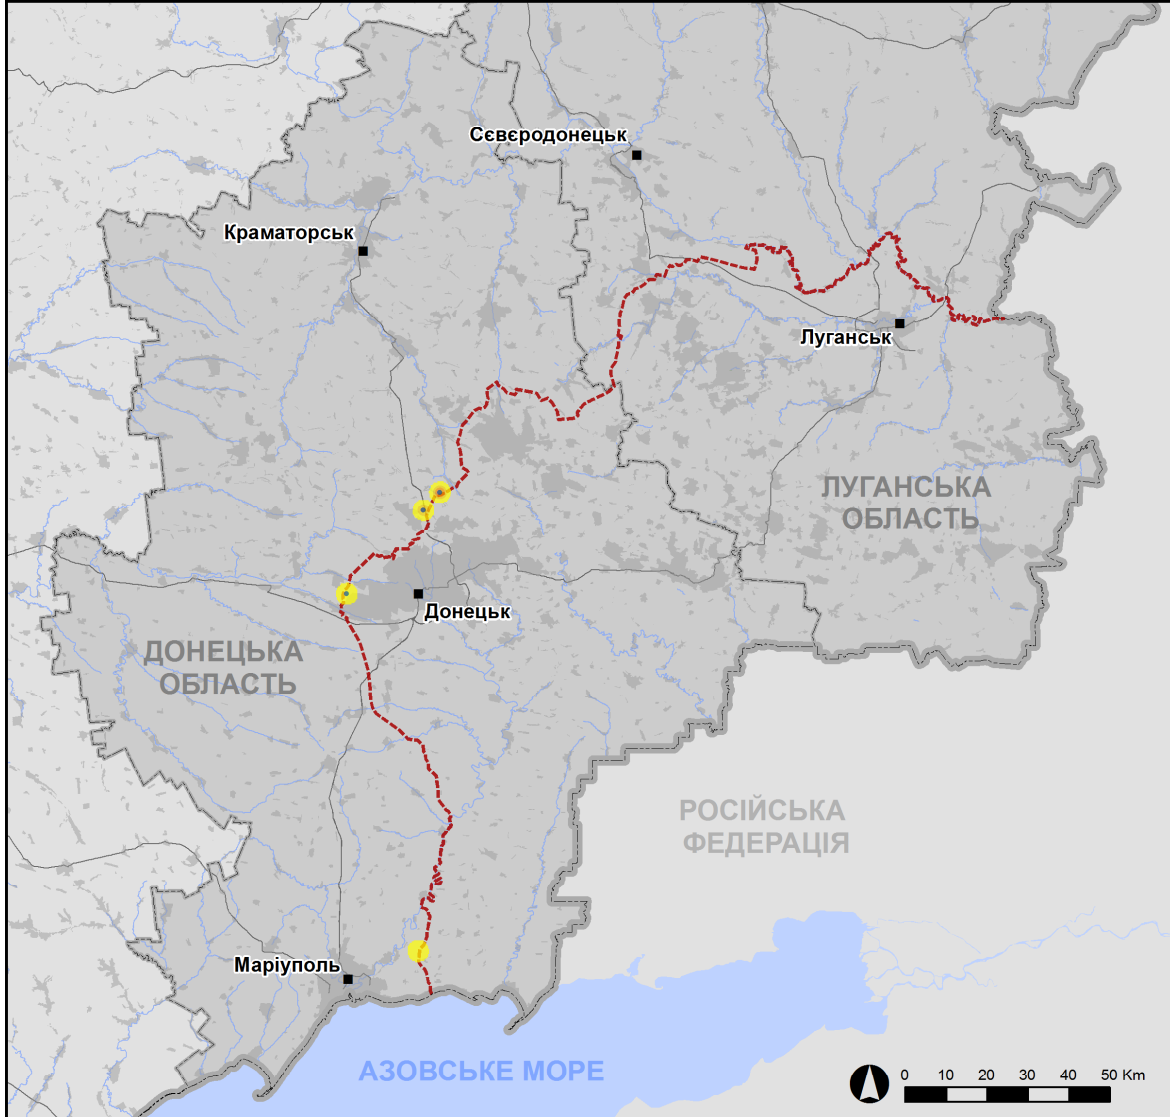 Сєвєродонецьк
Краматорськ
Луганськ
ЛУГАНСЬКА
ОБЛАСТЬ
Донецьк
ДОНЕЦЬКА
ОБЛАСТЬ
РОСІЙСЬКА
ФЕДЕРАЦІЯ
Маріуполь
АЗОВСЬКЕ МОРЕ
0 10 20 30 40 50 Km